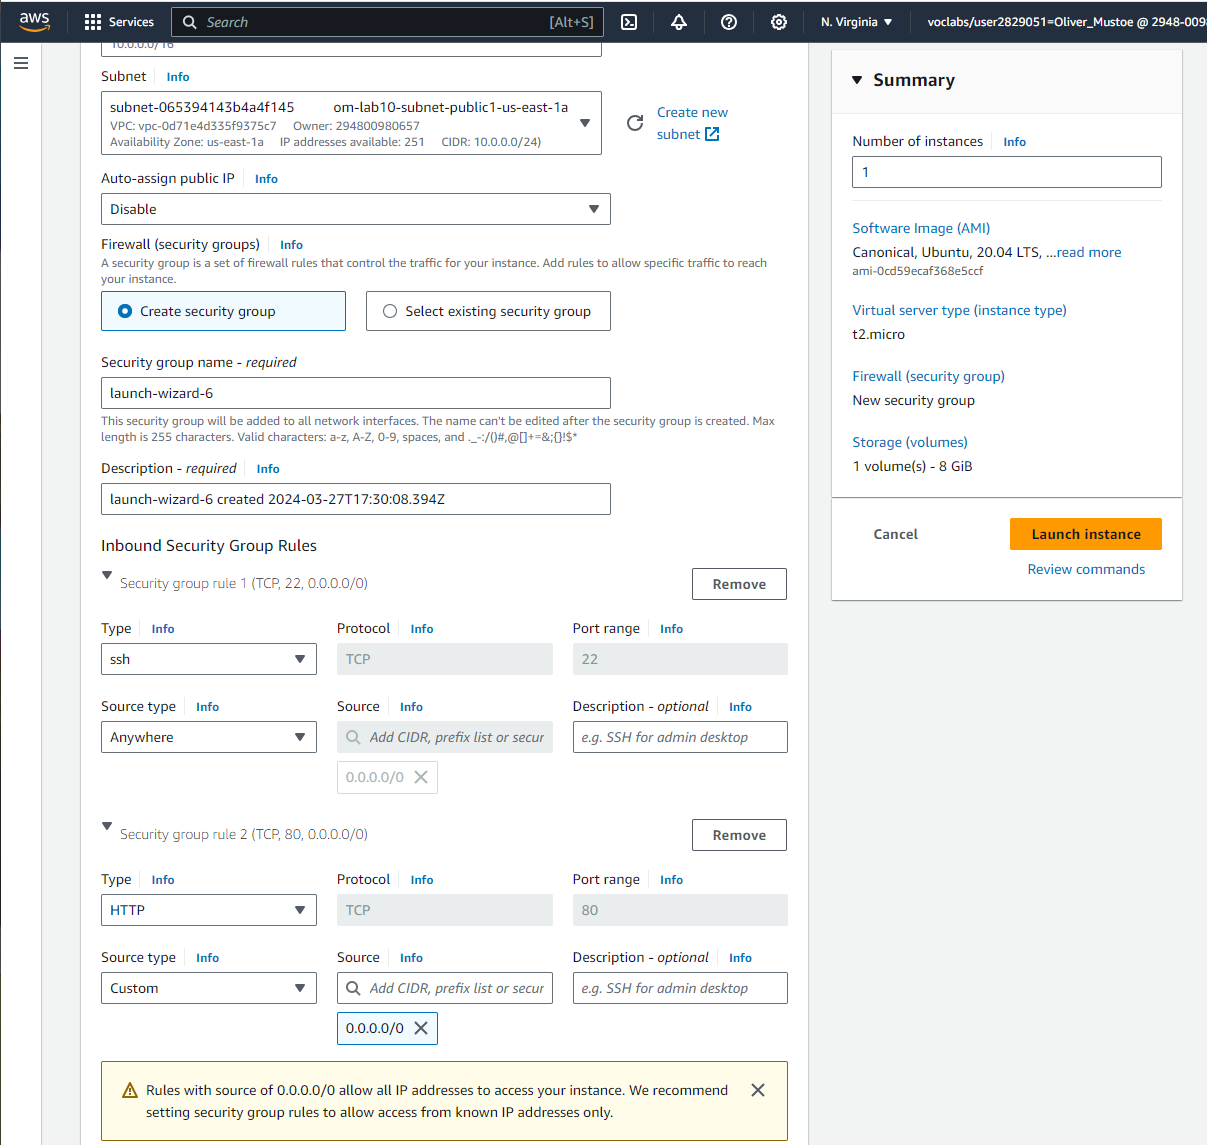 aws
Services
Search
[Alt+S]
N. Virginia
voclabs/user2829051=Oliver_Mustoe @ 2948-009
10.0.0.0/16
Subnet
Info
subnet-065394143b4a4f145 om-lab10-subnet-public1-us-east-1a
VPC: vpc-0d71e4d335f9375c7 Owner: 294800980657
Availability Zone: us-east-1a IP addresses available: 251 CIDR: 10.0.0.0/24)
Create new
subnet
Auto-assign public IP
Info
Disable
Firewall (security groups)
Info
A security group is a set of firewall rules that control the traffic for your instance. Add rules to allow specific traffic to reach
your instance.
Create security group
Select existing security group
Security group name - required
launch-wizard-6
This security group will be added to all network interfaces. The name can't be edited after the security group is created. Max
length is 255 characters. Valid characters: a-z, A-Z, 0-9, spaces, and ._-:/()#,@[]+=&;{}!$*
Description - required
Info
launch-wizard-6 created 2024-03-27T17:30:08.394Z
Inbound Security Group Rules
Security group rule 1 (TCP, 22, 0.0.0.0/0)
Remove
Type
Info
Protocol
Info
Port range
Info
ssh
TCP
22
Source type
Info
Source
Info
Description - optional
Info
Anywhere
Add CIDR, prefix list or secur
e.g. SSH for admin desktop
0.0.0.0/0
Security group rule 2 (TCP, 80, 0.0.0.0/0)
Remove
Type
Info
Protocol
Info
Port range
Info
HTTP
TCP
80
Source type
Info
Source
Info
Description - optional
Info
Custom
Add CIDR, prefix list or secur
e.g. SSH for admin desktop
0.0.0.0/0
Rules with source of 0.0.0.0/0 allow all IP addresses to access your instance. We recommend
setting security group rules to allow access from known IP addresses only.
Summary
Number of instances
Info
1
Software Image (AMI)
Canonical, Ubuntu, 20.04 LTS, ...read more
ami-0cd59ecaf368e5ccf
Virtual server type (instance type)
t2.micro
Firewall (security group)
New security group
Storage (volumes)
1 volume(s) - 8 GiB
Cancel
Launch instance
Review commands